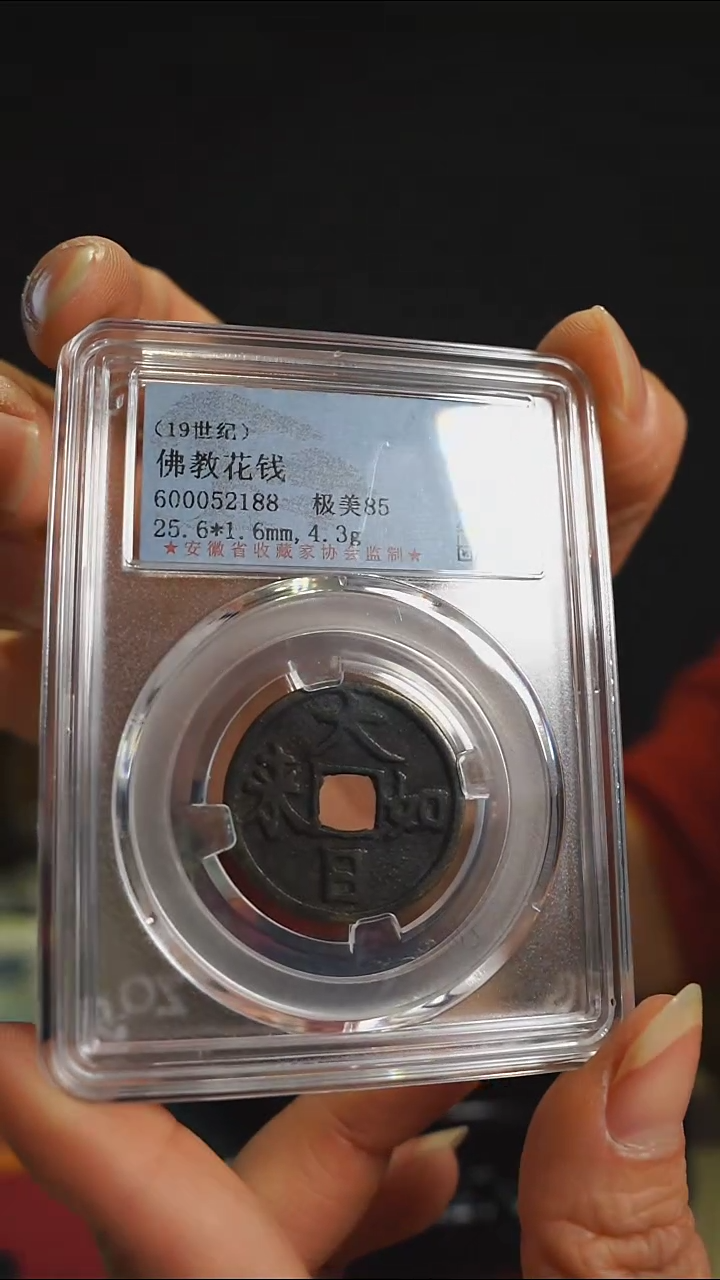 (19世纪)
佛教花钱
600052188 极美85
25.6*1.6mm,4.3g
★安徽省收藏家协会监制★
大
来 如
日